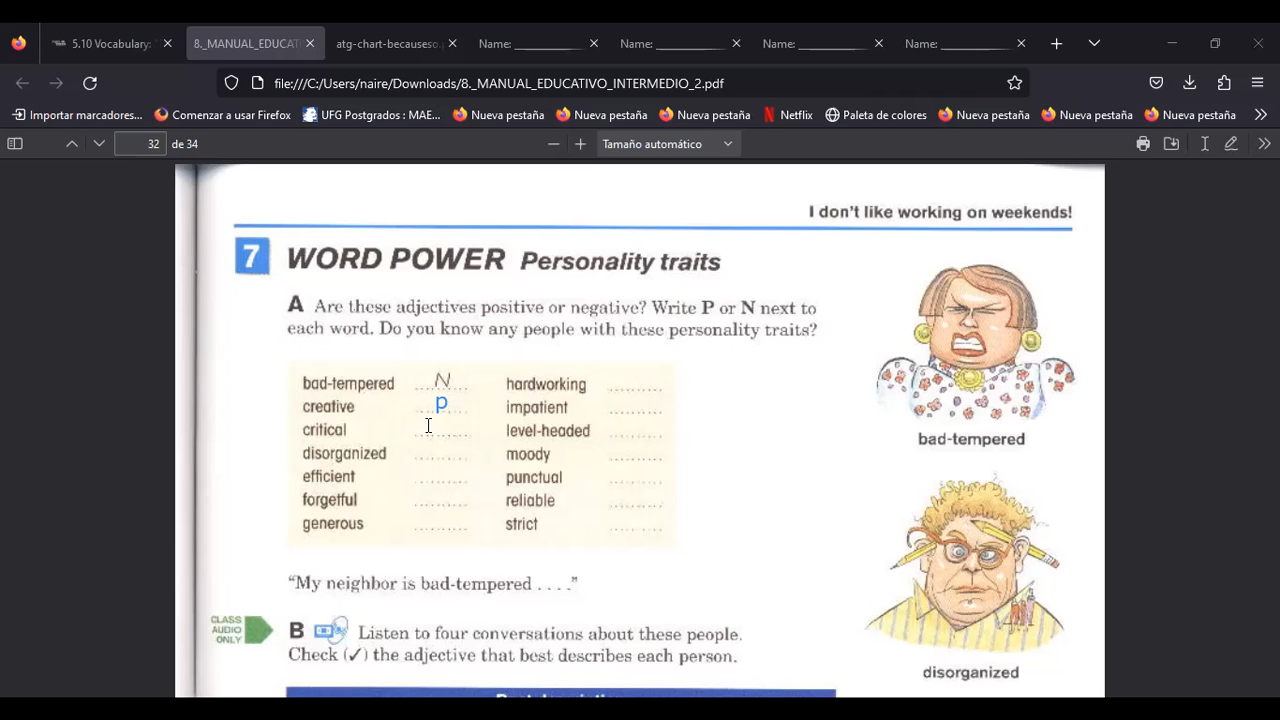 5.10 Vocabulary: 8._MANUAL_EDUCAT atg-chart-becauseso. Name: __________ Name: __________ Name: __________ Name: __________
file:///C:/Users/naire/Downloads/8._MANUAL_EDUCATIVO_INTERMEDIO_2.pdf
Importar marcadores... Comenzar a usar Firefox UFG Postgrados : MAE... Nueva pestaña Nueva pestaña Nueva pestaña Netflix Paleta de colores Nueva pestaña Nueva pestaña Nueva pestaña
32 de 34 Tamaño automático
I don't like working on weekends!
7 WORD POWER Personality traits
A Are these adjectives positive or negative? Write P or N next to
each word. Do you know any people with these personality traits?
bad-tempered ....N.... hardworking ..........
creative ....p.... impatient ..........
critical .......... level-headed ..........
disorganized .......... moody ..........
efficient .......... punctual ..........
forgetful .......... reliable ..........
generous .......... strict ..........
bad-tempered
"My neighbor is bad-tempered . . . ."
CLASS
AUDIO
ONLY
B Listen to four conversations about these people.
Check (✓) the adjective that best describes each person.
disorganized